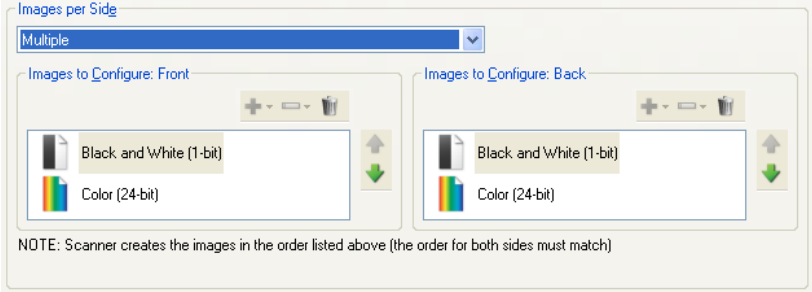 Images per Side
Multiple
Images to Configure: Front
Images to Configure: Back
Black and White (1-bit)
Black and White (1-bit)
Color (24-bit)
Color (24-bit)
NOTE: Scanner creates the images in the order listed above (the order for both sides must match)